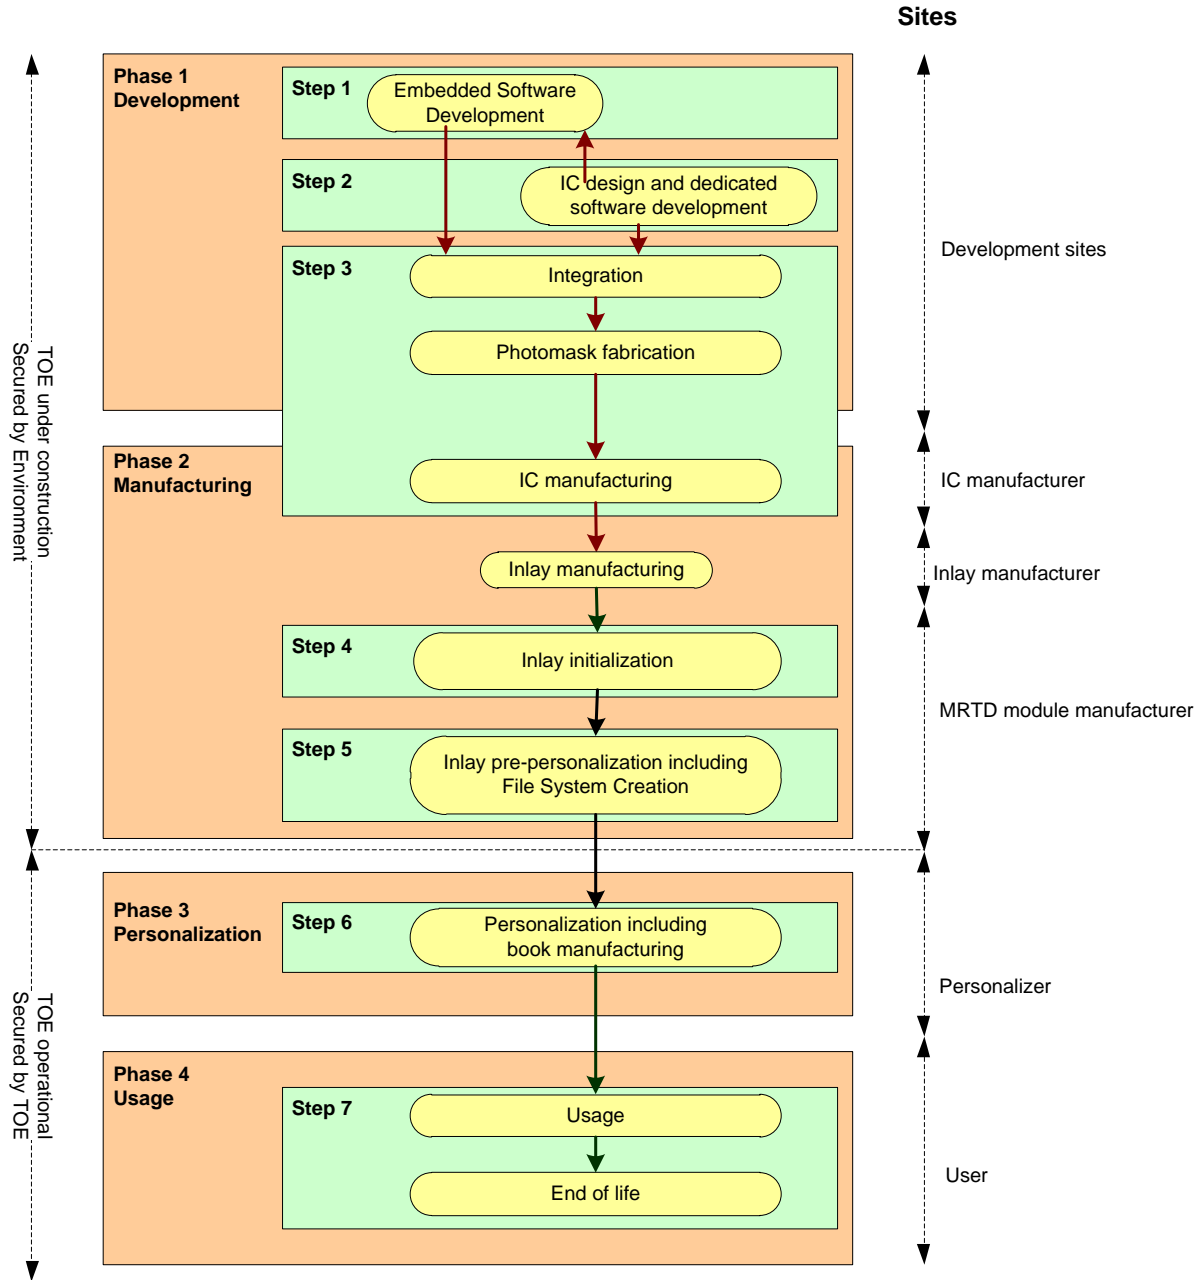 Sites
Phase 1
Development
Step 1
Embedded Software
Development
Step 2
IC design and dedicated
software development
Step 3
Integration
Photomask fabrication
Development sites
TOE under construction
Secured by Environment
Phase 2
Manufacturing
IC manufacturing
IC manufacturer
Inlay manufacturing
Inlay manufacturer
Step 4
Inlay initialization
MRTD module manufacturer
Step 5
Inlay pre-personalization including
File System Creation
Phase 3
Personalization
Step 6
Personalization including
book manufacturing
Personalizer
TOE operational
Secured by TOE
Phase 4
Usage
Step 7
Usage
End of life
User